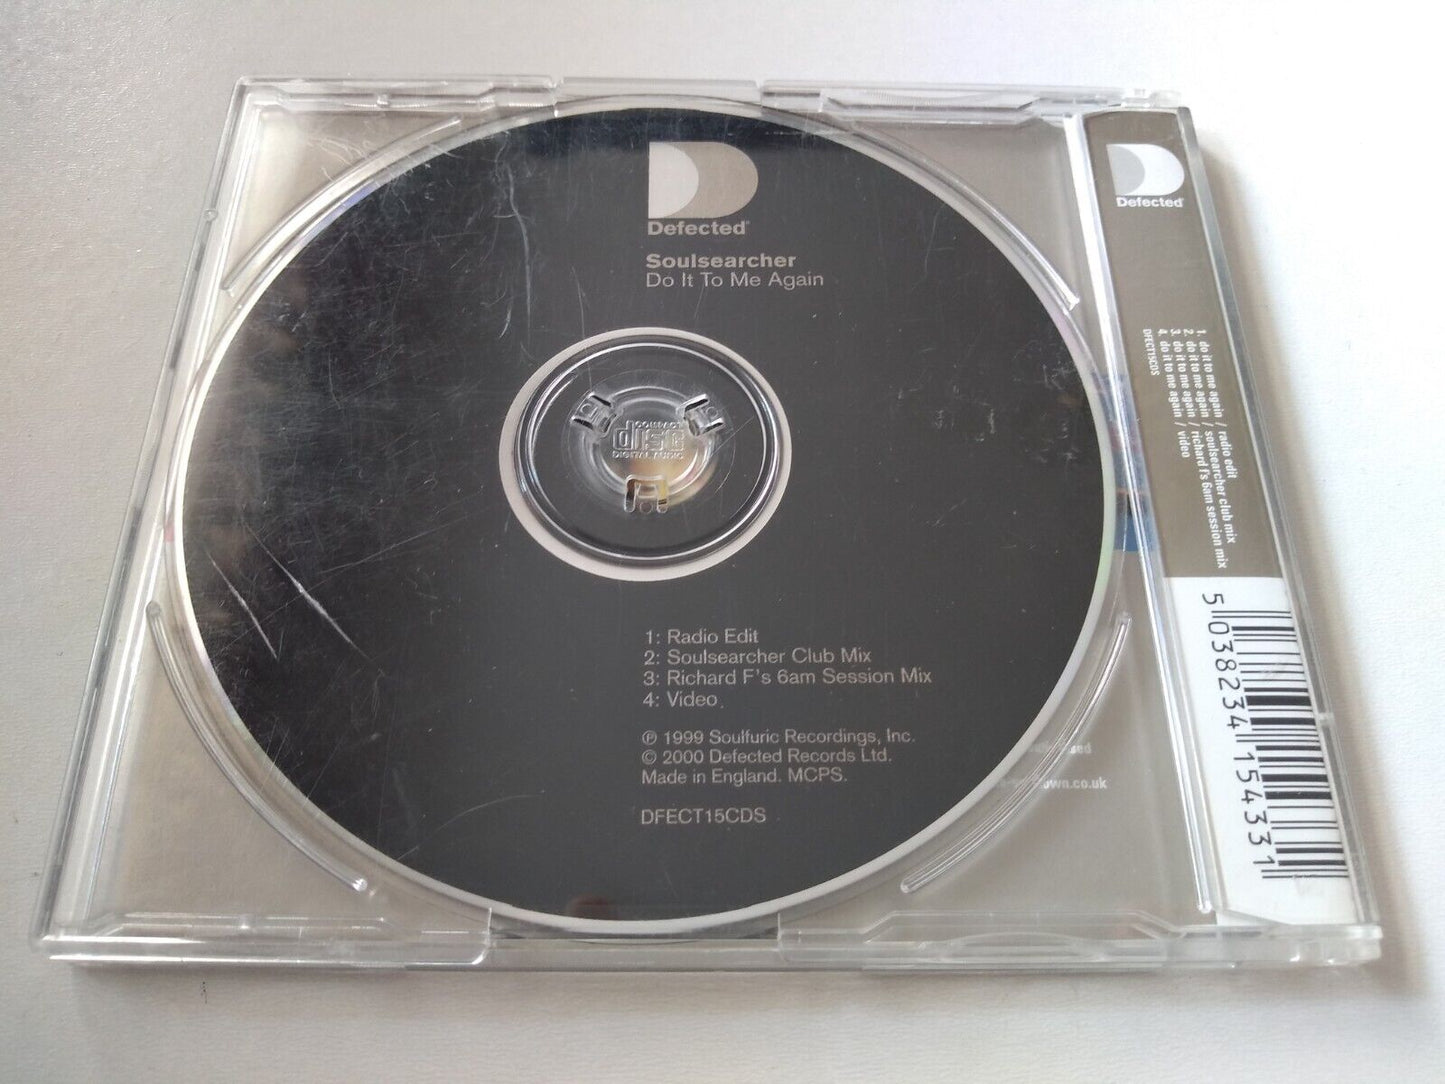 Defected
Soulsearcher
Do It To Me Again
COMPACT
disc
DIGITAL AUDIO
1: Radio Edit
2: Soulsearcher Club Mix
3: Richard F's 6am Session Mix
4: Video
℗ 1999 Soulfuric Recordings, Inc.
© 2000 Defected Records Ltd.
Made in England. MCPS.
DFECT15CDS
Defected
1. do it to me again / radio edit
2. do it to me again / soulsearcher club mix
3. do it to me again / richard f's 6am session mix
4. do it to me again / video
DFECT15CDS
5 038234 154331